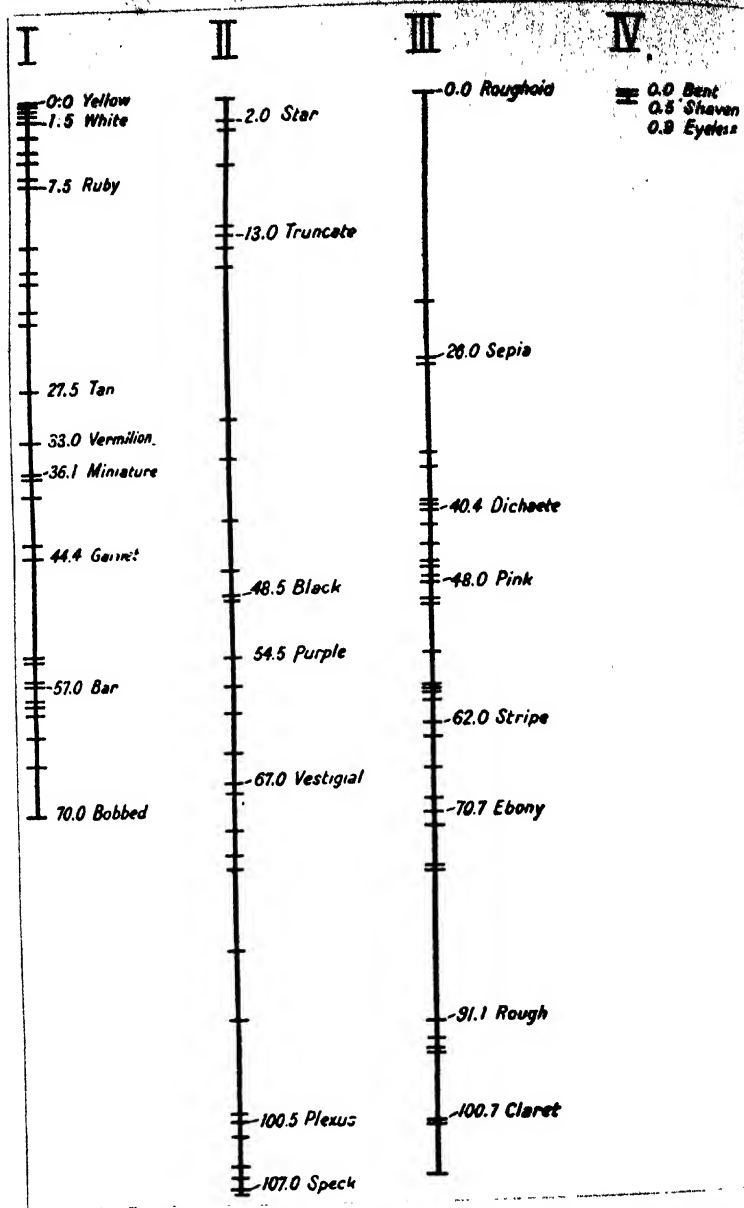 I
0.0 Yellow
1.5 White
7.5 Ruby
27.5 Tan
33.0 Vermilion
36.1 Miniature
44.4 Garnet
57.0 Bar
70.0 Bobbed
II
2.0 Star
13.0 Truncate
48.5 Black
54.5 Purple
67.0 Vestigial
100.5 Plexus
107.0 Speck
III
0.0 Roughoid
26.0 Sepia
40.4 Dichaete
48.0 Pink
62.0 Stripe
70.7 Ebony
91.1 Rough
100.7 Claret
IV
0.0 Bent
0.5 Shaven
0.9 Eyeless